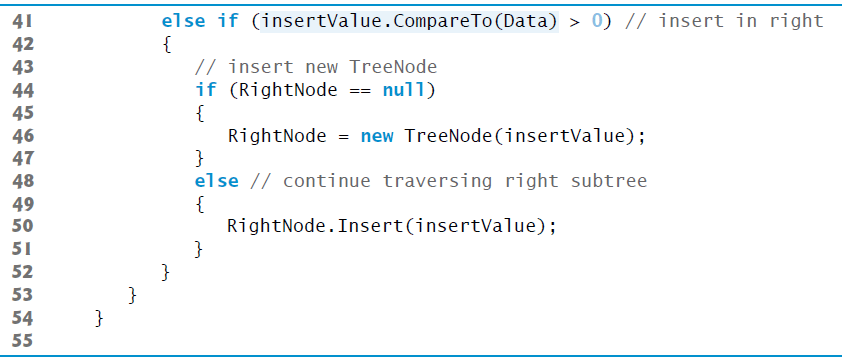 41 else if (insertValue.CompareTo(Data) > 0) // insert in right
42 {
43 // insert new TreeNode
44 if (RightNode == null)
45 {
46 RightNode = new TreeNode(insertValue);
47 }
48 else // continue traversing right subtree
49 {
50 RightNode.Insert(insertValue);
51 }
52 }
53 }
54 }
55